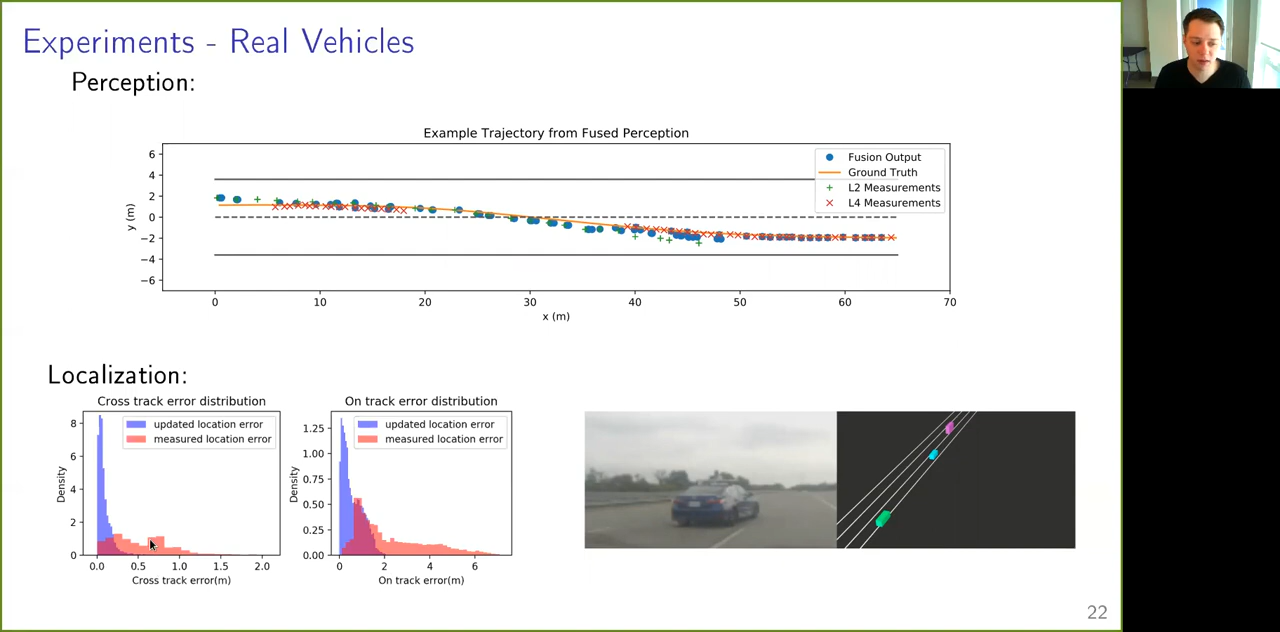 Experiments - Real Vehicles
Perception:
Example Trajectory from Fused Perception
Fusion Output
Ground Truth
L2 Measurements
L4 Measurements
y (m)
6
4
2
0
−2
−4
−6
0 10 20 30 40 50 60 70
x (m)
Localization:
Cross track error distribution
updated location error
measured location error
Density
8
6
4
2
0
0.0 0.5 1.0 1.5 2.0
Cross track error(m)
On track error distribution
updated location error
measured location error
Density
1.25
1.00
0.75
0.50
0.25
0.00
0 2 4 6
On track error(m)
22